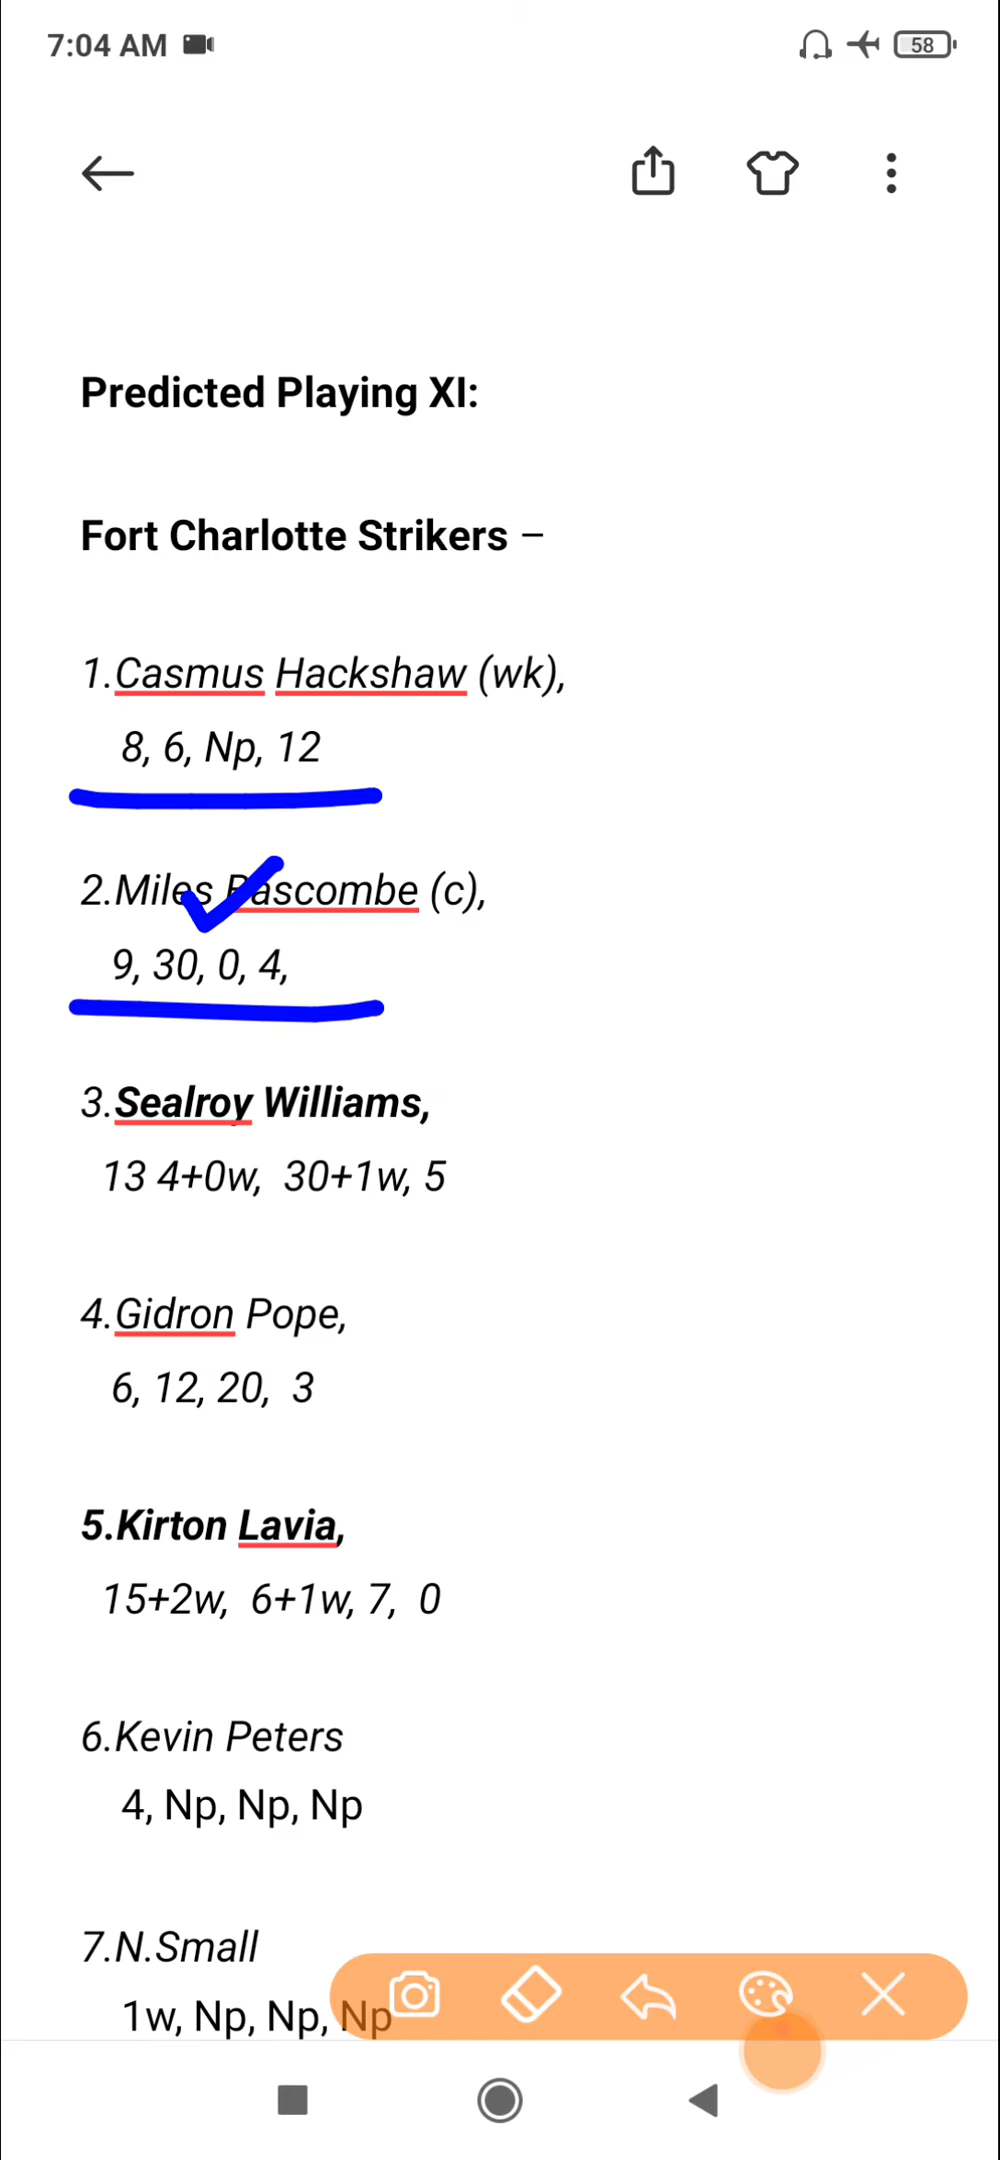 7:04 AM
58
Predicted Playing XI:
Fort Charlotte Strikers –
1.Casmus Hackshaw (wk),
8, 6, Np, 12
2.Miles Bascombe (c),
9, 30, 0, 4,
3.Sealroy Williams,
13 4+0w, 30+1w, 5
4.Gidron Pope,
6, 12, 20, 3
5.Kirton Lavia,
15+2w, 6+1w, 7, 0
6.Kevin Peters
4, Np, Np, Np
7.N.Small
1w, Np, Np, Np